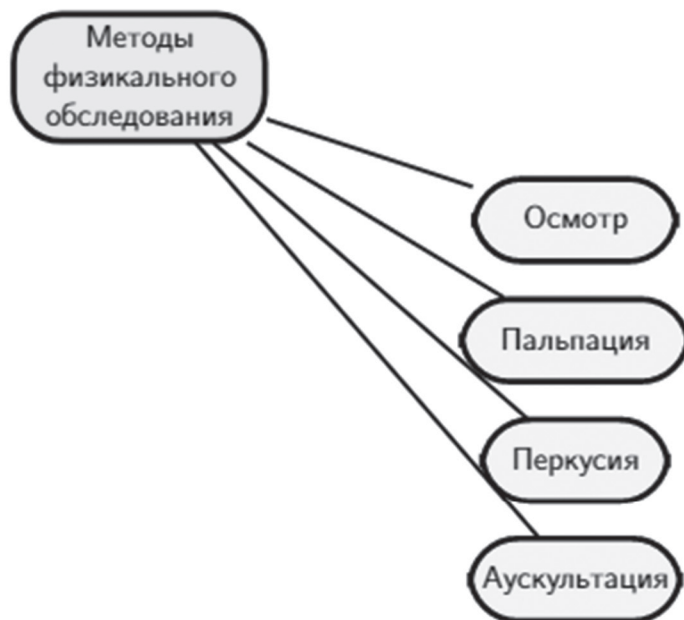 Методы
физикального
обследования
Осмотр
Пальпация
Перкусия
Аускультация